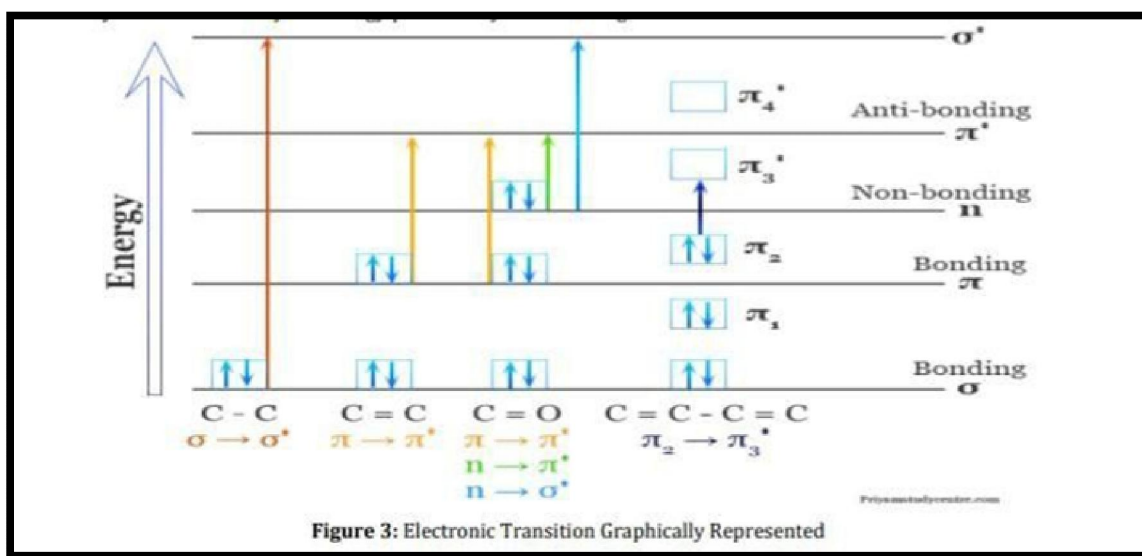 σ*
π₄*
Anti-bonding
π*
π₃*
Non-bonding
n
π₂
Bonding
π
π₁
Bonding
σ
Energy
C - C
C = C
C = O
C = C - C = C
σ → σ*
π → π*
π → π*
π₂ → π₃*
n → π*
n → σ*
Priyamstudycentre.com
Figure 3: Electronic Transition Graphically Represented